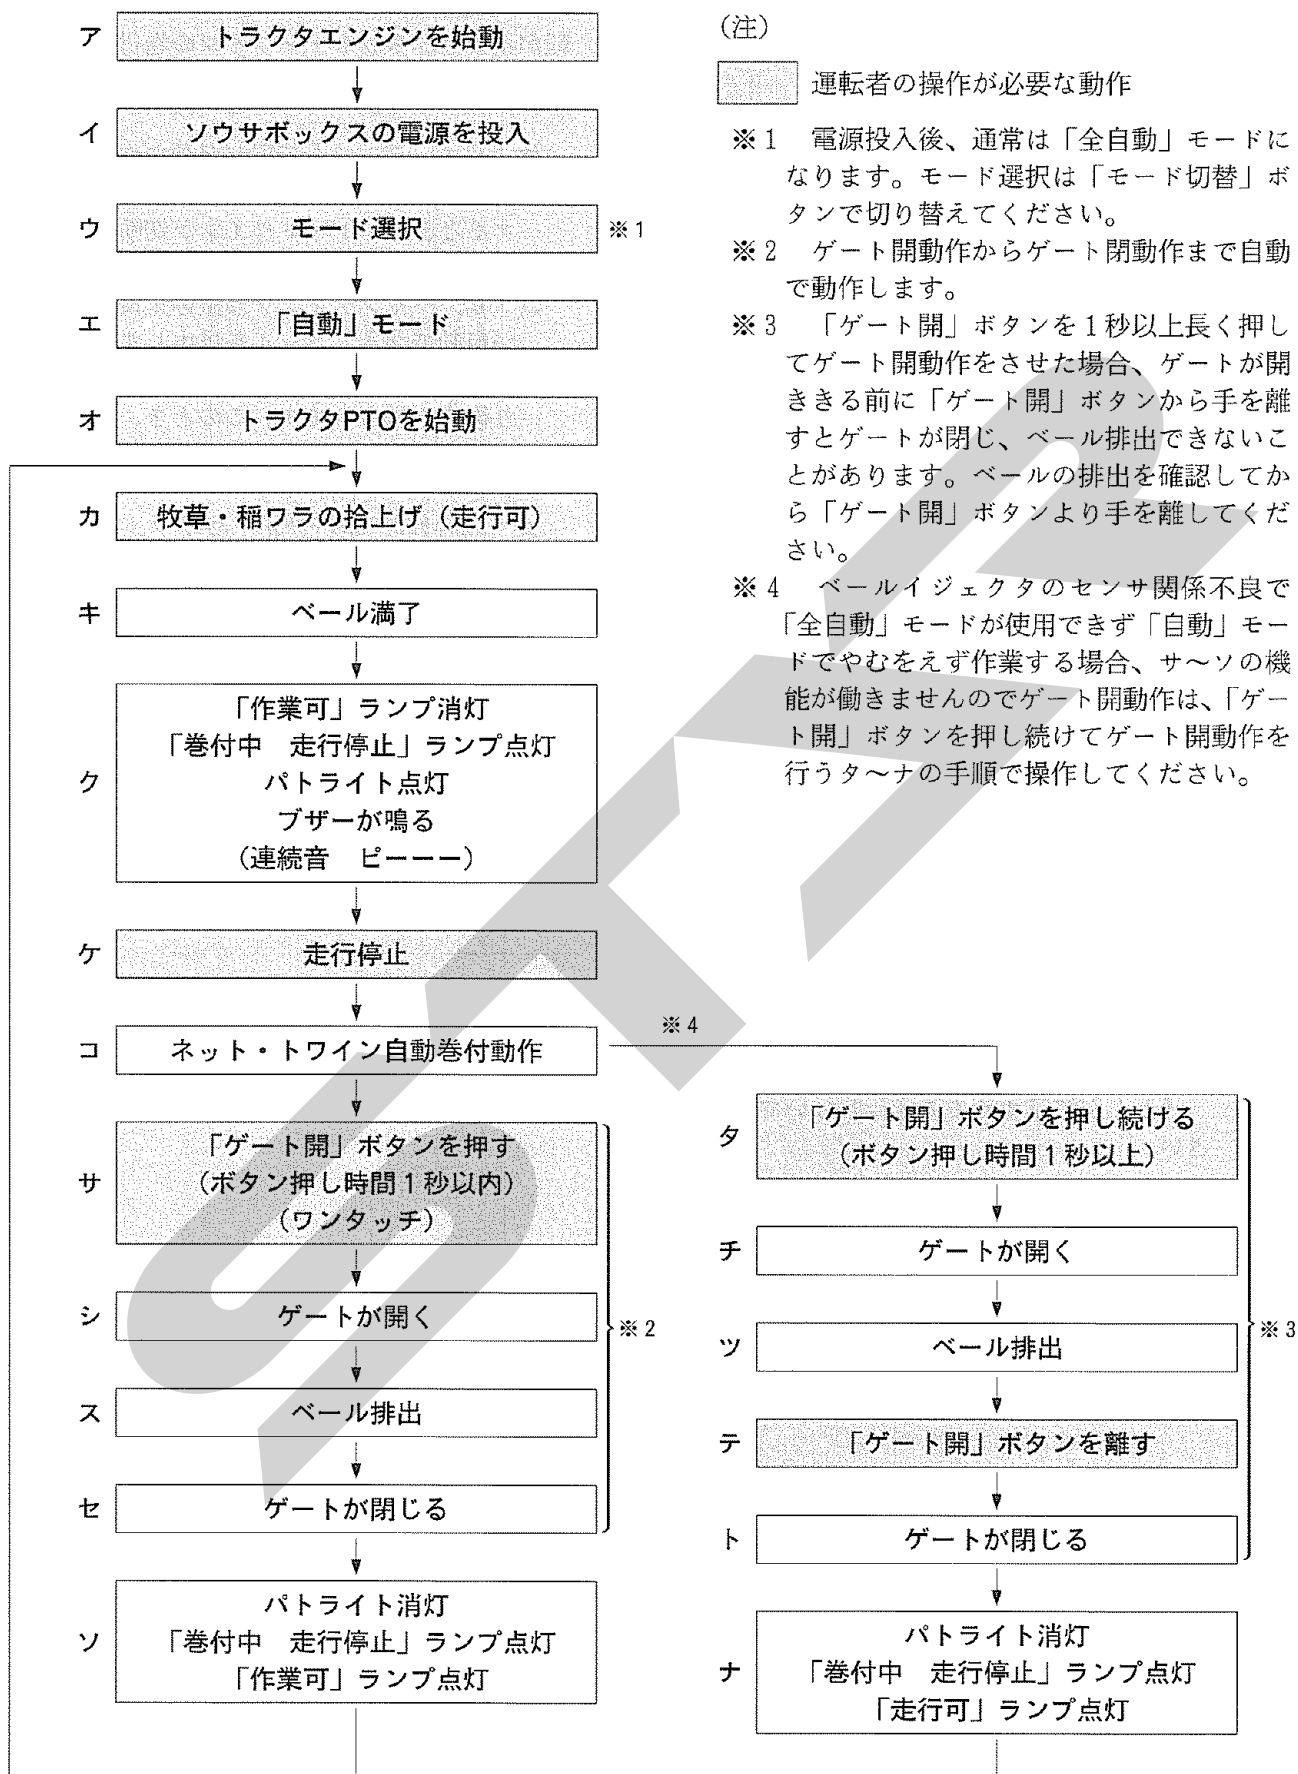 ア トラクタエンジンを始動
イ ソウサボックスの電源を投入
ウ モード選択 ※1
エ 「自動」モード
オ トラクタPTOを始動
カ 牧草・稲ワラの拾上げ（走行可）
キ ベール満了
ク 「作業可」ランプ消灯
「巻付中　走行停止」ランプ点灯
パトライト点灯
ブザーが鳴る
（連続音　ピーーー）
ケ 走行停止
コ ネット・トワイン自動巻付動作
サ 「ゲート開」ボタンを押す
（ボタン押し時間1秒以内）
（ワンタッチ）
シ ゲートが開く
※2
ス ベール排出
セ ゲートが閉じる
ソ パトライト消灯
「巻付中　走行停止」ランプ点灯
「作業可」ランプ点灯
（注）
運転者の操作が必要な動作
※1　電源投入後、通常は「全自動」モードに
なります。モード選択は「モード切替」ボ
タンで切り替えてください。
※2　ゲート開動作からゲート閉動作まで自動
で動作します。
※3　「ゲート開」ボタンを1秒以上長く押し
てゲート開動作をさせた場合、ゲートが開
ききる前に「ゲート開」ボタンから手を離
すとゲートが閉じ、ベール排出できないこ
とがあります。ベールの排出を確認してか
ら「ゲート開」ボタンより手を離してくだ
さい。
※4　ベールイジェクタのセンサ関係不良で
「全自動」モードが使用できず「自動」モー
ドでやむをえず作業する場合、サ～ソの機
能が働きませんのでゲート開動作は、「ゲー
ト開」ボタンを押し続けてゲート開動作を
行うタ～ナの手順で操作してください。
※4
タ 「ゲート開」ボタンを押し続ける
（ボタン押し時間1秒以上）
チ ゲートが開く
※3
ツ ベール排出
テ 「ゲート開」ボタンを離す
ト ゲートが閉じる
ナ パトライト消灯
「巻付中　走行停止」ランプ点灯
「走行可」ランプ点灯
STAR